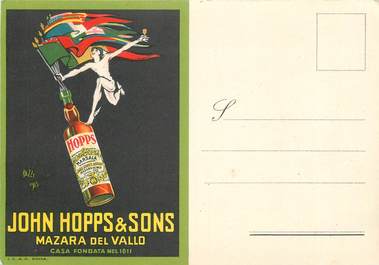 HOPPS
MARSALA
JOHN HOPPS & SONS
MAZARA DEL VALLO
CASA FONDATA NEL 1811
S